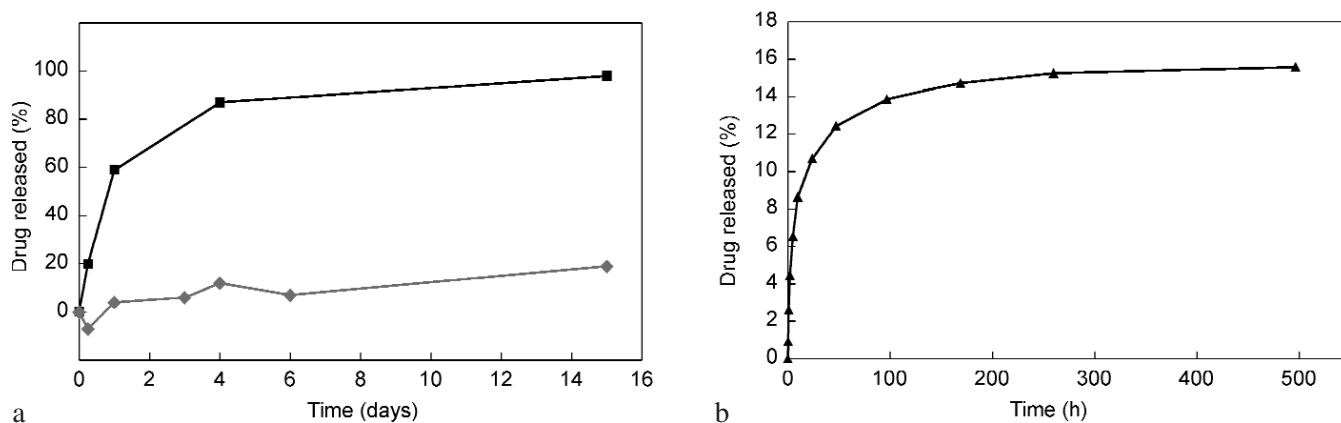 Drug released (%)
100
80
60
40
20
0
0 2 4 6 8 10 12 14 16
Time (days)
a
Drug released (%)
18
16
14
12
10
8
6
4
2
0
0 100 200 300 400 500
Time (h)
b